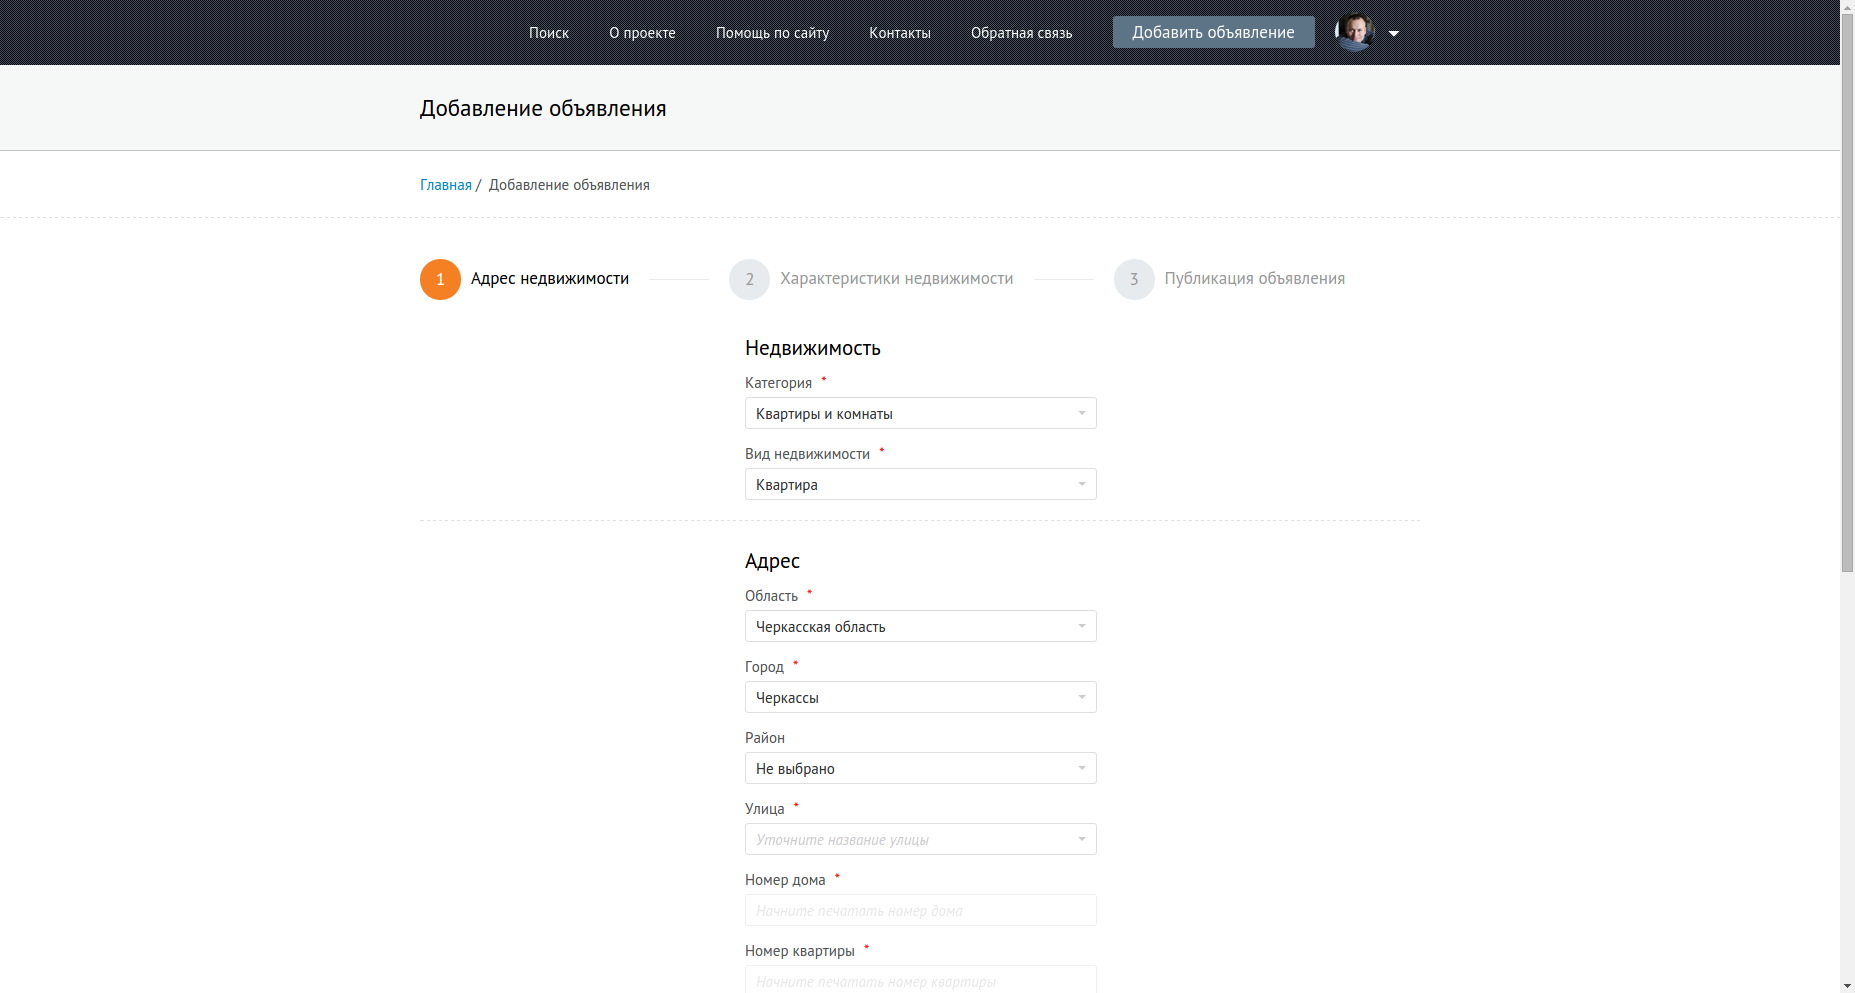 Поиск О проекте Помощь по сайту Контакты Обратная связь Добавить объявление
Добавление объявления
Главная / Добавление объявления
1 Адрес недвижимости 2 Характеристики недвижимости 3 Публикация объявления
Недвижимость
Категория *
Квартиры и комнаты
Вид недвижимости *
Квартира
Адрес
Область *
Черкасская область
Город *
Черкассы
Район
Не выбрано
Улица *
Уточните название улицы
Номер дома *
Начните печатать номер дома
Номер квартиры *
Начните печатать номер квартиры